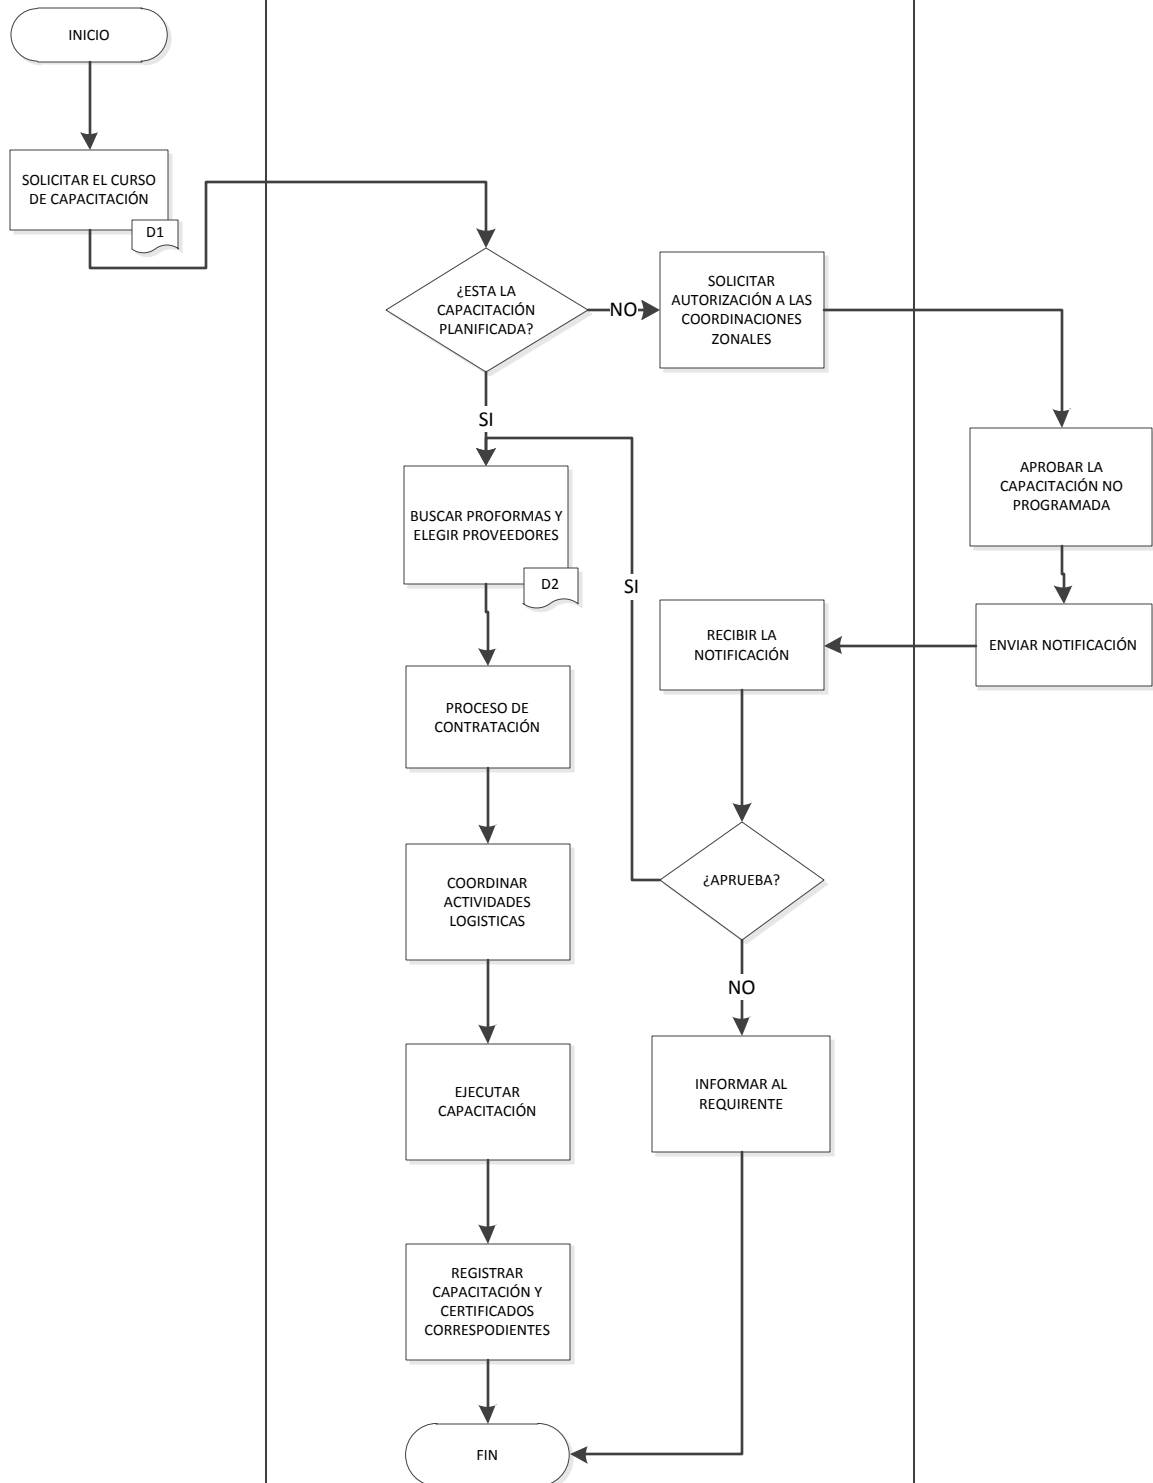 INICIO
SOLICITAR EL CURSO
DE CAPACITACIÓN
D1
¿ESTA LA
CAPACITACIÓN
PLANIFICADA?
NO
SOLICITAR
AUTORIZACIÓN A LAS
COORDINACIONES
ZONALES
SI
APROBAR LA
CAPACITACIÓN NO
PROGRAMADA
BUSCAR PROFORMAS Y
ELEGIR PROVEEDORES
D2
SI
RECIBIR LA
NOTIFICACIÓN
ENVIAR NOTIFICACIÓN
PROCESO DE
CONTRATACIÓN
¿APRUEBA?
COORDINAR
ACTIVIDADES
LOGISTICAS
NO
EJECUTAR
CAPACITACIÓN
INFORMAR AL
REQUIRENTE
REGISTRAR
CAPACITACIÓN Y
CERTIFICADOS
CORRESPODIENTES
FIN